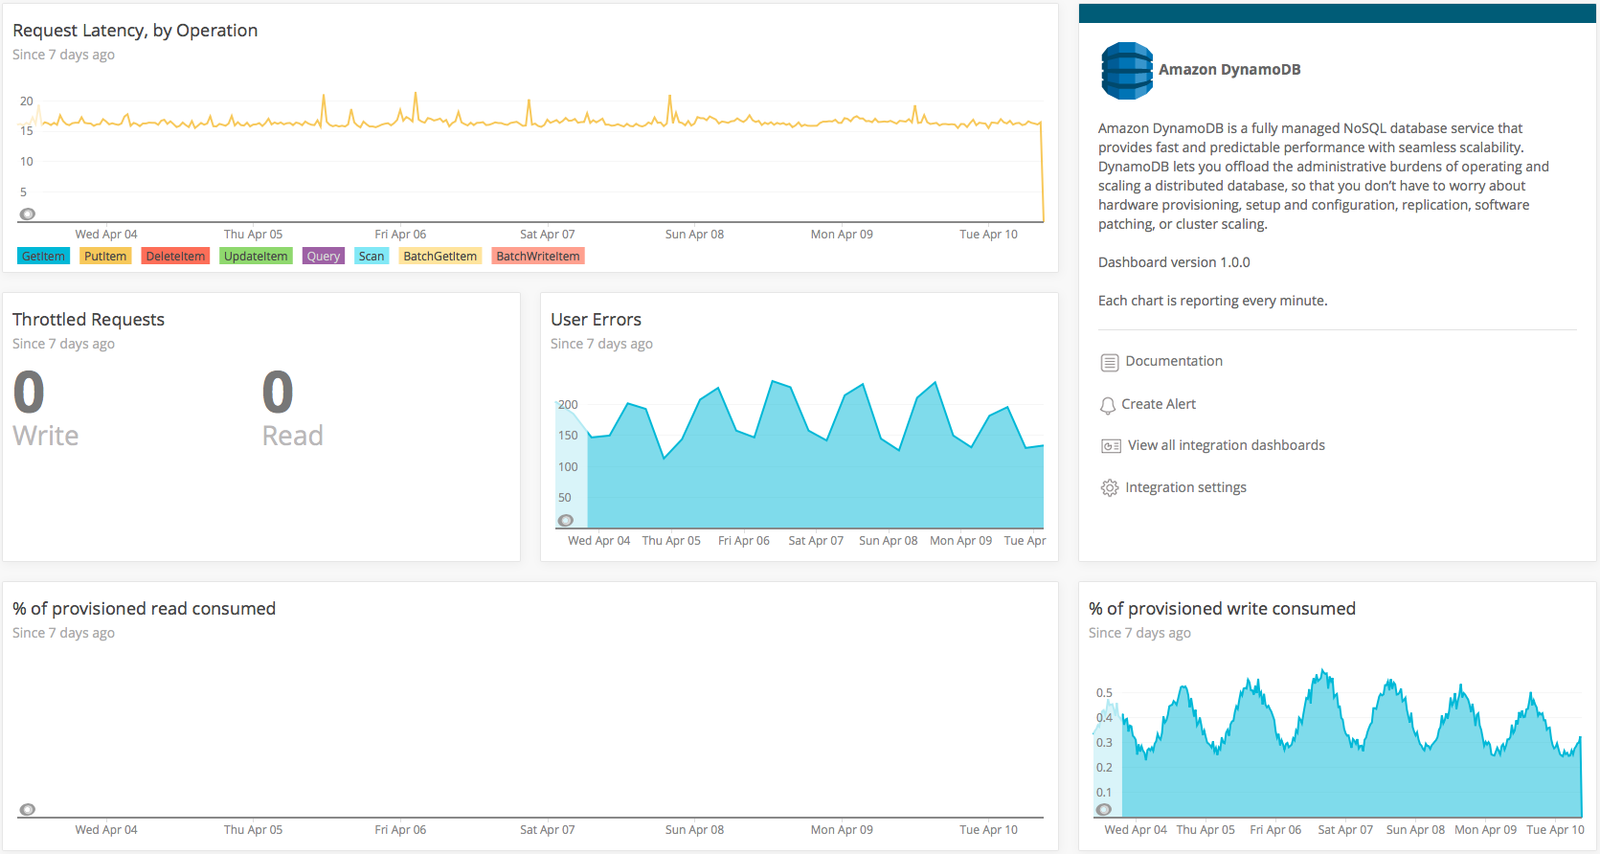 Request Latency, by Operation
Since 7 days ago
20
15
10
5
Wed Apr 04 Thu Apr 05 Fri Apr 06 Sat Apr 07 Sun Apr 08 Mon Apr 09 Tue Apr 10
GetItem PutItem DeleteItem UpdateItem Query Scan BatchGetItem BatchWriteItem
Amazon DynamoDB
Amazon DynamoDB is a fully managed NoSQL database service that
provides fast and predictable performance with seamless scalability.
DynamoDB lets you offload the administrative burdens of operating and
scaling a distributed database, so that you don’t have to worry about
hardware provisioning, setup and configuration, replication, software
patching, or cluster scaling.
Dashboard version 1.0.0
Each chart is reporting every minute.
Documentation
Create Alert
View all integration dashboards
Integration settings
Throttled Requests
Since 7 days ago
0 0
Write Read
User Errors
Since 7 days ago
200
150
100
50
Wed Apr 04 Thu Apr 05 Fri Apr 06 Sat Apr 07 Sun Apr 08 Mon Apr 09 Tue Apr
% of provisioned read consumed
Since 7 days ago
Wed Apr 04 Thu Apr 05 Fri Apr 06 Sat Apr 07 Sun Apr 08 Mon Apr 09 Tue Apr 10
% of provisioned write consumed
Since 7 days ago
0.5
0.4
0.3
0.2
0.1
Wed Apr 04 Thu Apr 05 Fri Apr 06 Sat Apr 07 Sun Apr 08 Mon Apr 09 Tue Apr 10